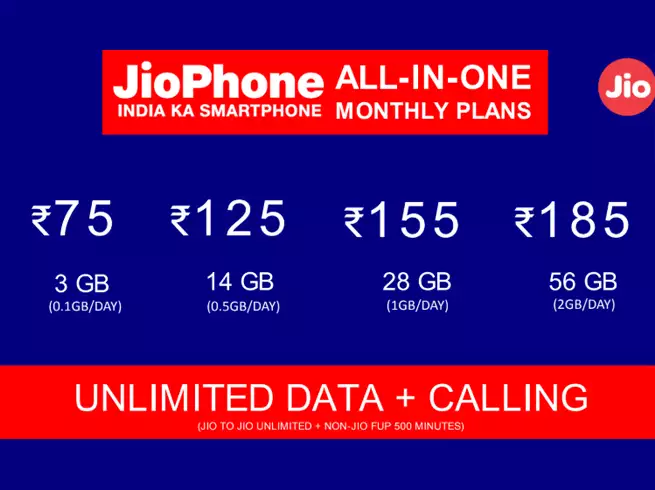 JioPhone ALL-IN-ONE
INDIA KA SMARTPHONE MONTHLY PLANS
Jio
₹75 ₹125 ₹155 ₹185
3 GB 14 GB 28 GB 56 GB
(0.1GB/DAY) (0.5GB/DAY) (1GB/DAY) (2GB/DAY)
UNLIMITED DATA + CALLING
(JIO TO JIO UNLIMITED + NON-JIO FUP 500 MINUTES)